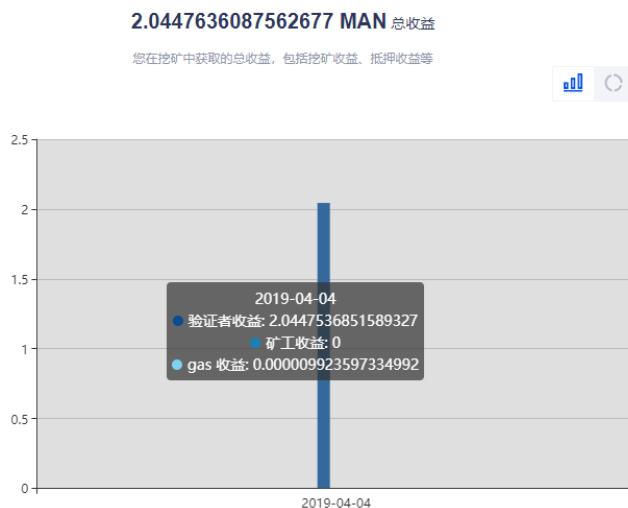 2.0447636087562677 MAN 总收益
您在挖矿中获取的总收益，包括挖矿收益、抵押收益等
2.5
2
1.5
1
0.5
0
2019-04-04
验证者收益: 2.0447536851589327
矿工收益: 0
gas 收益: 0.000009923597334992
2019-04-04